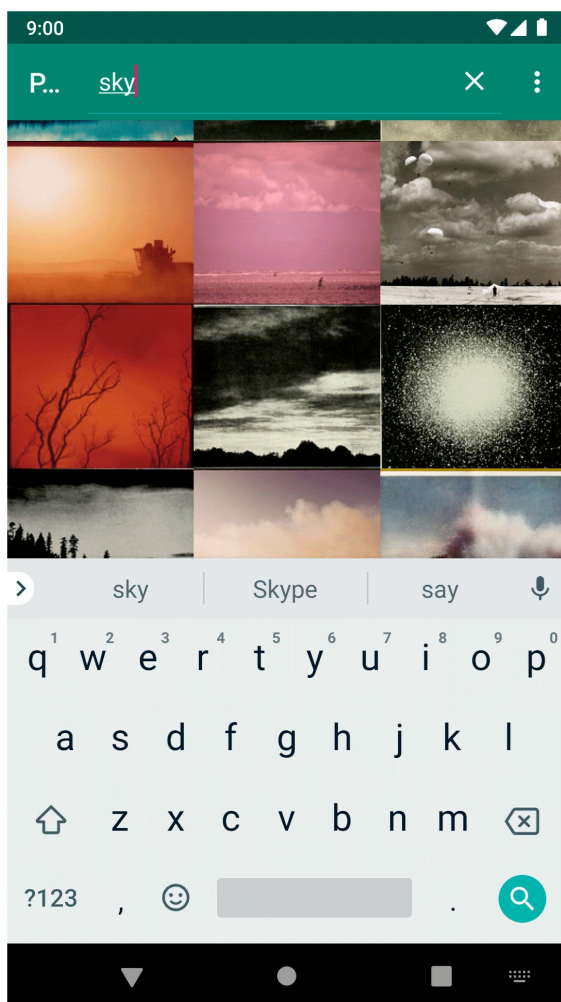 9:00
P... sky
sky Skype say
1 2 3 4 5 6 7 8 9 0
q w e r t y u i o p
a s d f g h j k l
z x c v b n m
?123 , .